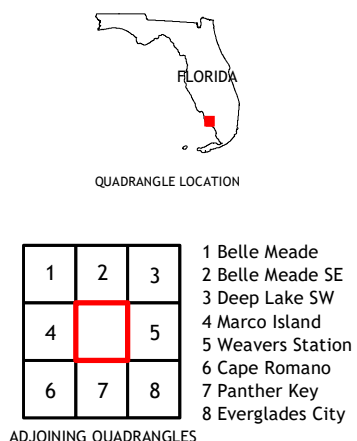 FLORIDA
QUADRANGLE LOCATION
1 2 3
4 5
6 7 8
1 Belle Meade
2 Belle Meade SE
3 Deep Lake SW
4 Marco Island
5 Weavers Station
6 Cape Romano
7 Panther Key
8 Everglades City
ADJOINING QUADRANGLES